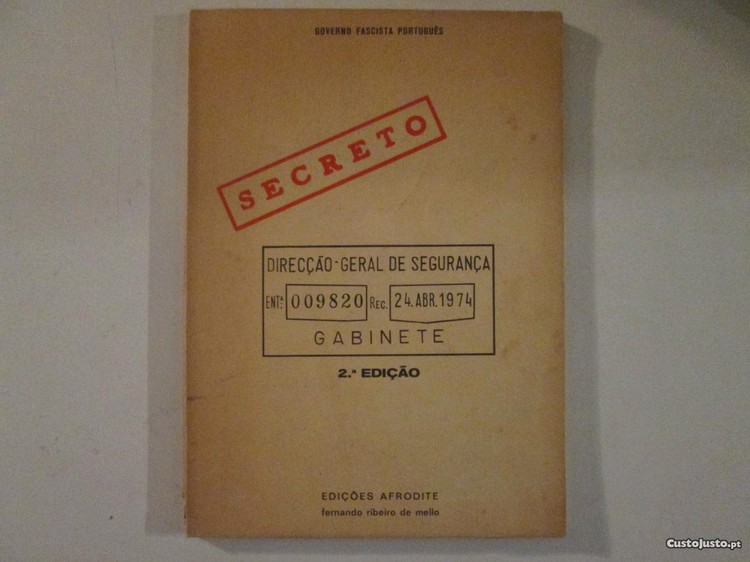 GOVERNO FASCISTA PORTUGUÊS
SECRETO
DIRECÇÃO-GERAL DE SEGURANÇA
ENT.ª 009820 REC. 24. ABR. 1974
GABINETE
2.ª EDIÇÃO
EDIÇÕES AFRODITE
fernando ribeiro de mello
CustoJusto.pt